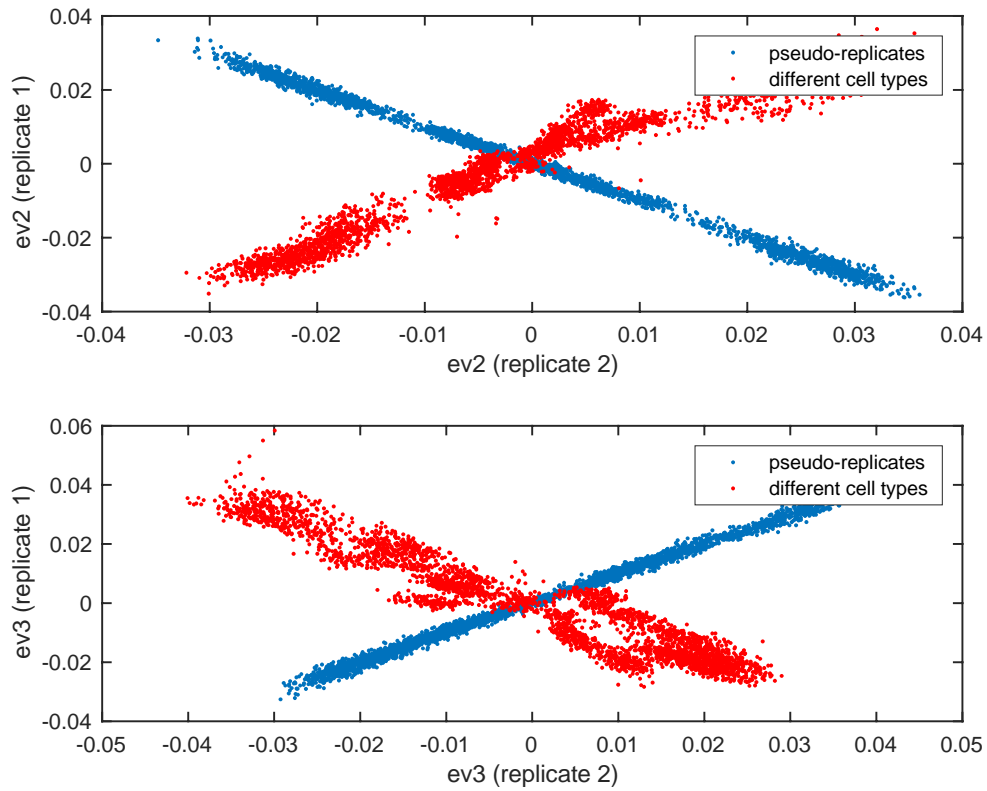 0.04
0.02
0
-0.02
-0.04
ev2 (replicate 1)
pseudo-replicates
different cell types
-0.04 -0.03 -0.02 -0.01 0 0.01 0.02 0.03 0.04
ev2 (replicate 2)
0.06
0.04
0.02
0
-0.02
-0.04
ev3 (replicate 1)
pseudo-replicates
different cell types
-0.05 -0.04 -0.03 -0.02 -0.01 0 0.01 0.02 0.03 0.04 0.05
ev3 (replicate 2)